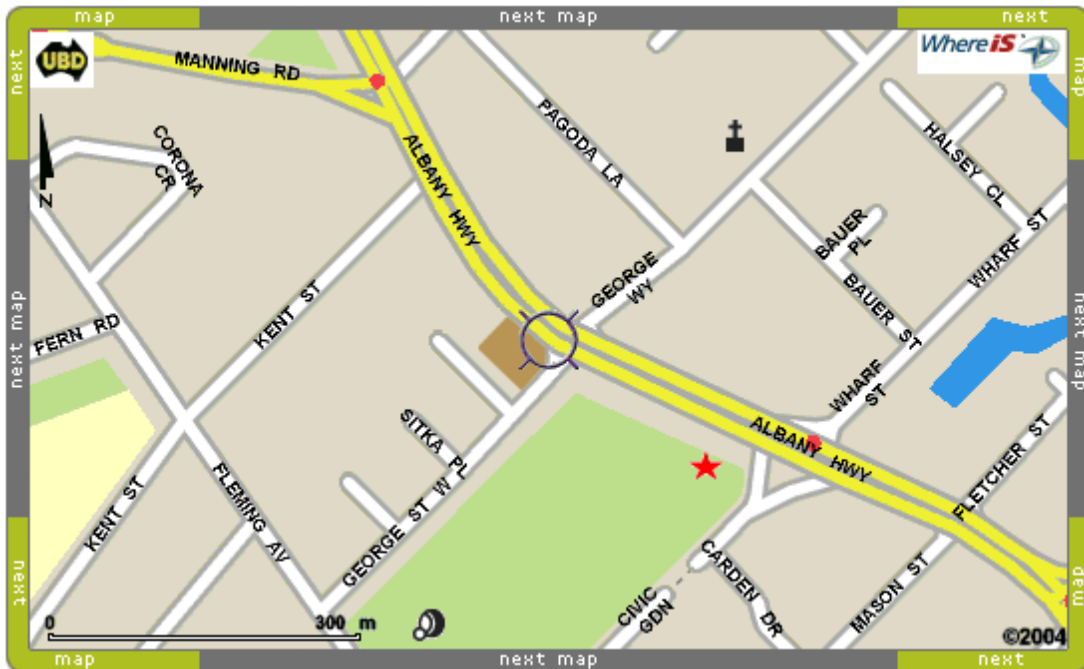 map
next map
next
next
UBD
MANNING RD
WhereiS
map
CORONA
CR
ALBANY HWY
PAGODA LA
HALSEY CL
N
KENT ST
GEORGE
WY
BAUER
PL
BAUER ST
WHARF ST
next map
FERN RD
next map
WHARF
ST
SITKA PL
ALBANY HWY
FLETCHER ST
KENT ST
FLEMING AV
GEORGE ST W
CARDEN DR
CIVIC
GDN
MASON ST
next
map
0 300 m
©2004
map
next map
next